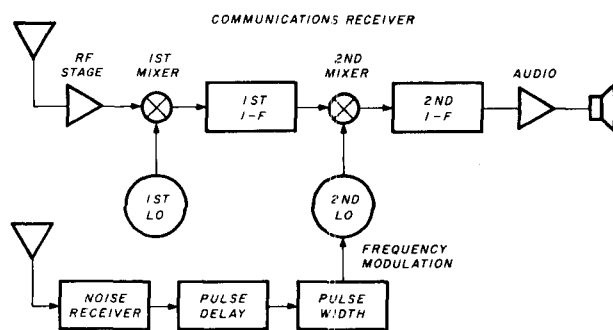 COMMUNICATIONS RECEIVER
RF
STAGE
1ST
MIXER
2ND
MIXER
AUDIO
1ST
I-F
2ND
I-F
1ST
LO
2ND
LO
FREQUENCY
MODULATION
NOISE
RECEIVER
PULSE
DELAY
PULSE
WIDTH